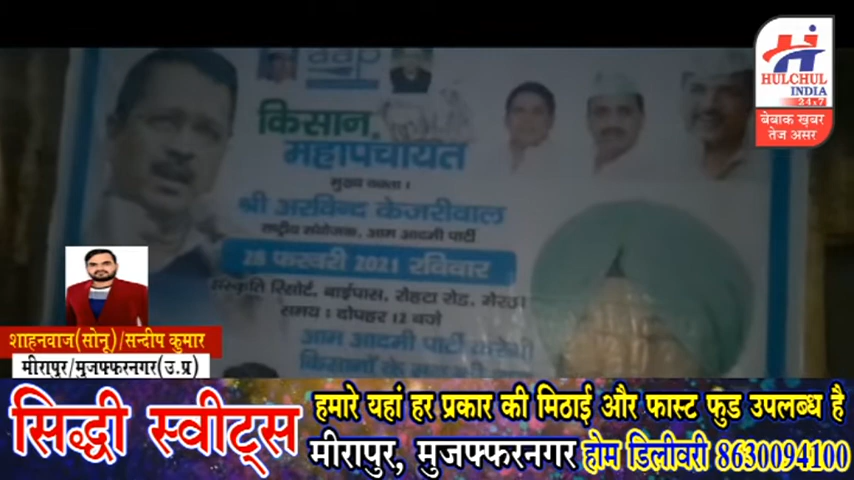 aap
किसान
महापंचायत
मुख्य वक्ता :
श्री अरविन्द केजरीवाल
राष्ट्रीय संयोजक, आम आदमी पार्टी
28 फरवरी 2021 रविवार
संस्कृति रिसोर्ट, बाईपास, रोहटा रोड, मेरठ
समय : दोपहर 12 बजे
आम आदमी पार्टी करेगी
किसानों के
HULCHUL
INDIA
24x7
बेबाक ख़बर
तेज असर
शाहनवाज(सोनू)/सन्दीप कुमार
मीरापुर/मुजफ्फरनगर(उ.प्र)
सिद्धी स्वीट्स
हमारे यहां हर प्रकार की मिठाई और फास्ट फुड उपलब्ध है
मीरापुर, मुजफ्फरनगर होम डिलीवरी 8630094100